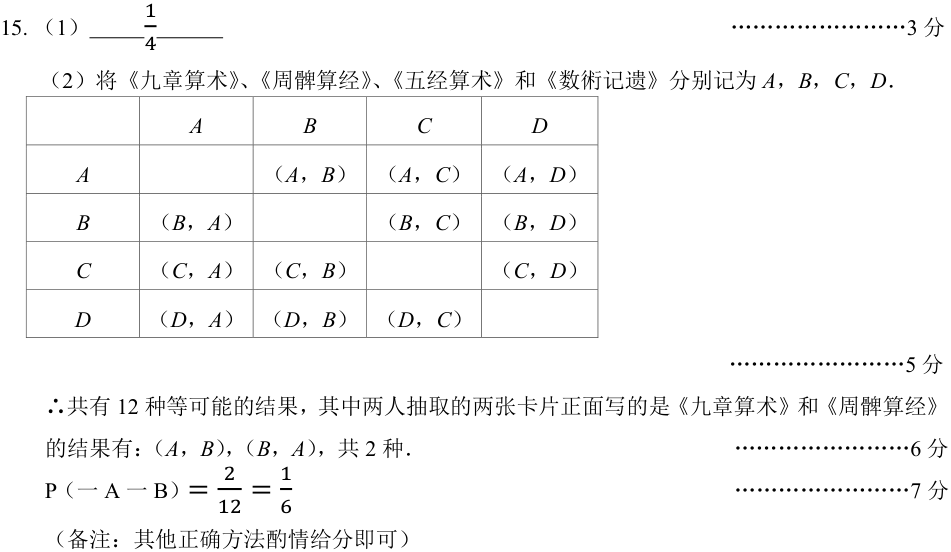 15. （1）_____1/4______ ……………………3 分
（2）将《九章算术》、《周髀算经》、《五经算术》和《数術记遗》分别记为 A，B，C，D.
A B C D
A （A，B） （A，C） （A，D）
B （B，A） （B，C） （B，D）
C （C，A） （C，B） （C，D）
D （D，A） （D，B） （D，C）
……………………5 分
∴共有 12 种等可能的结果，其中两人抽取的两张卡片正面写的是《九章算术》和《周髀算经》
的结果有：（A，B），（B，A），共 2 种. ……………………6 分
P（一 A 一 B）= 2/12 = 1/6 ……………………7 分
（备注：其他正确方法酌情给分即可）